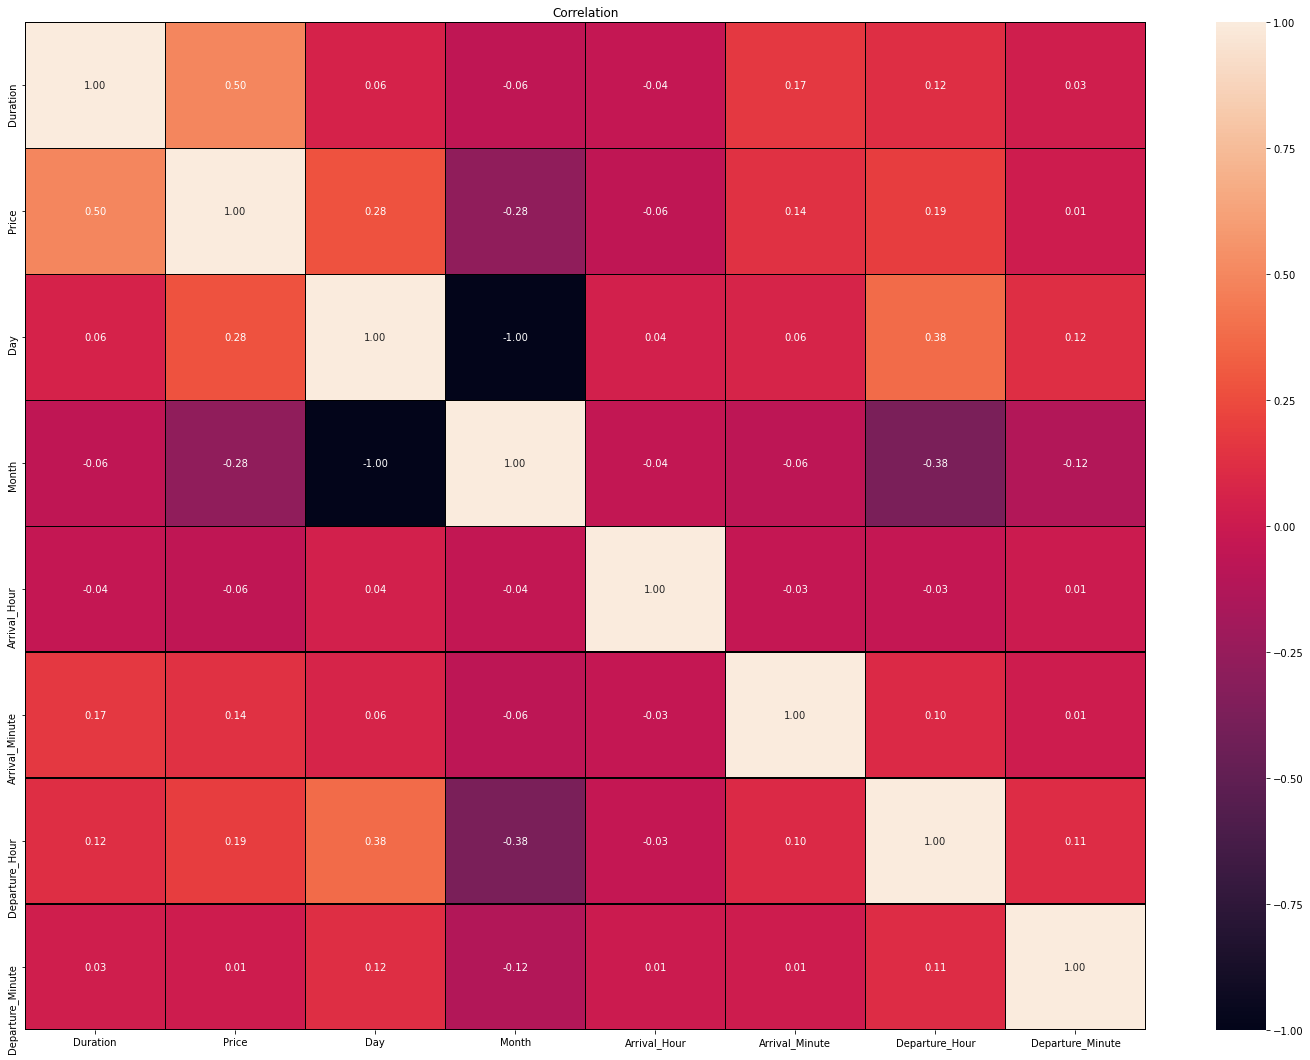 Correlation
Duration 1.00 0.50 0.06 -0.06 -0.04 0.17 0.12 0.03
Price 0.50 1.00 0.28 -0.28 -0.06 0.14 0.19 0.01
Day 0.06 0.28 1.00 -1.00 0.04 0.06 0.38 0.12
Month -0.06 -0.28 -1.00 1.00 -0.04 -0.06 -0.38 -0.12
Arrival_Hour -0.04 -0.06 0.04 -0.04 1.00 -0.03 -0.03 0.01
Arrival_Minute 0.17 0.14 0.06 -0.06 -0.03 1.00 0.10 0.01
Departure_Hour 0.12 0.19 0.38 -0.38 -0.03 0.10 1.00 0.11
Departure_Minute 0.03 0.01 0.12 -0.12 0.01 0.01 0.11 1.00
Duration Price Day Month Arrival_Hour Arrival_Minute Departure_Hour Departure_Minute
1.00
0.75
0.50
0.25
0.00
−0.25
−0.50
−0.75
−1.00